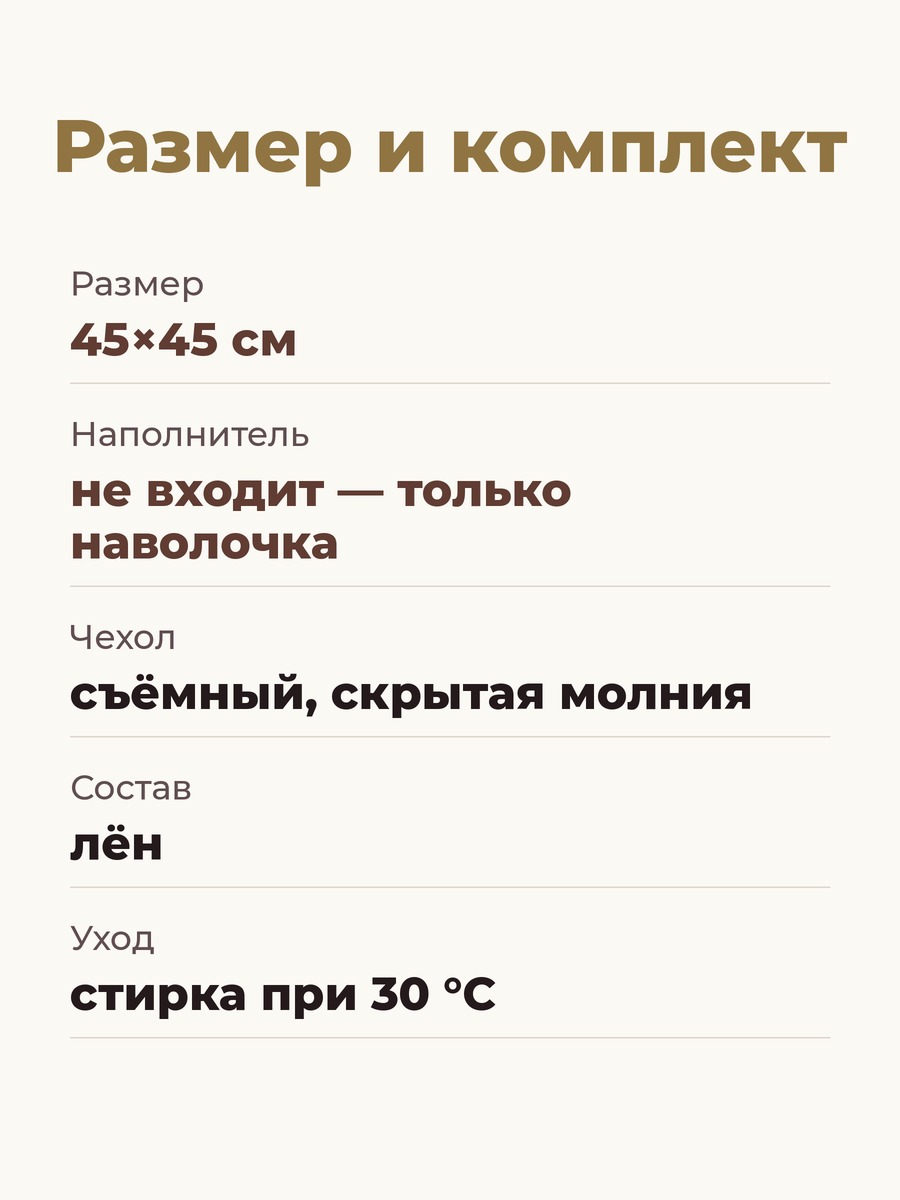 Размер и комплект
Размер
45×45 см
Наполнитель
не входит — только
наволочка
Чехол
съёмный, скрытая молния
Состав
лён
Уход
стирка при 30 °C